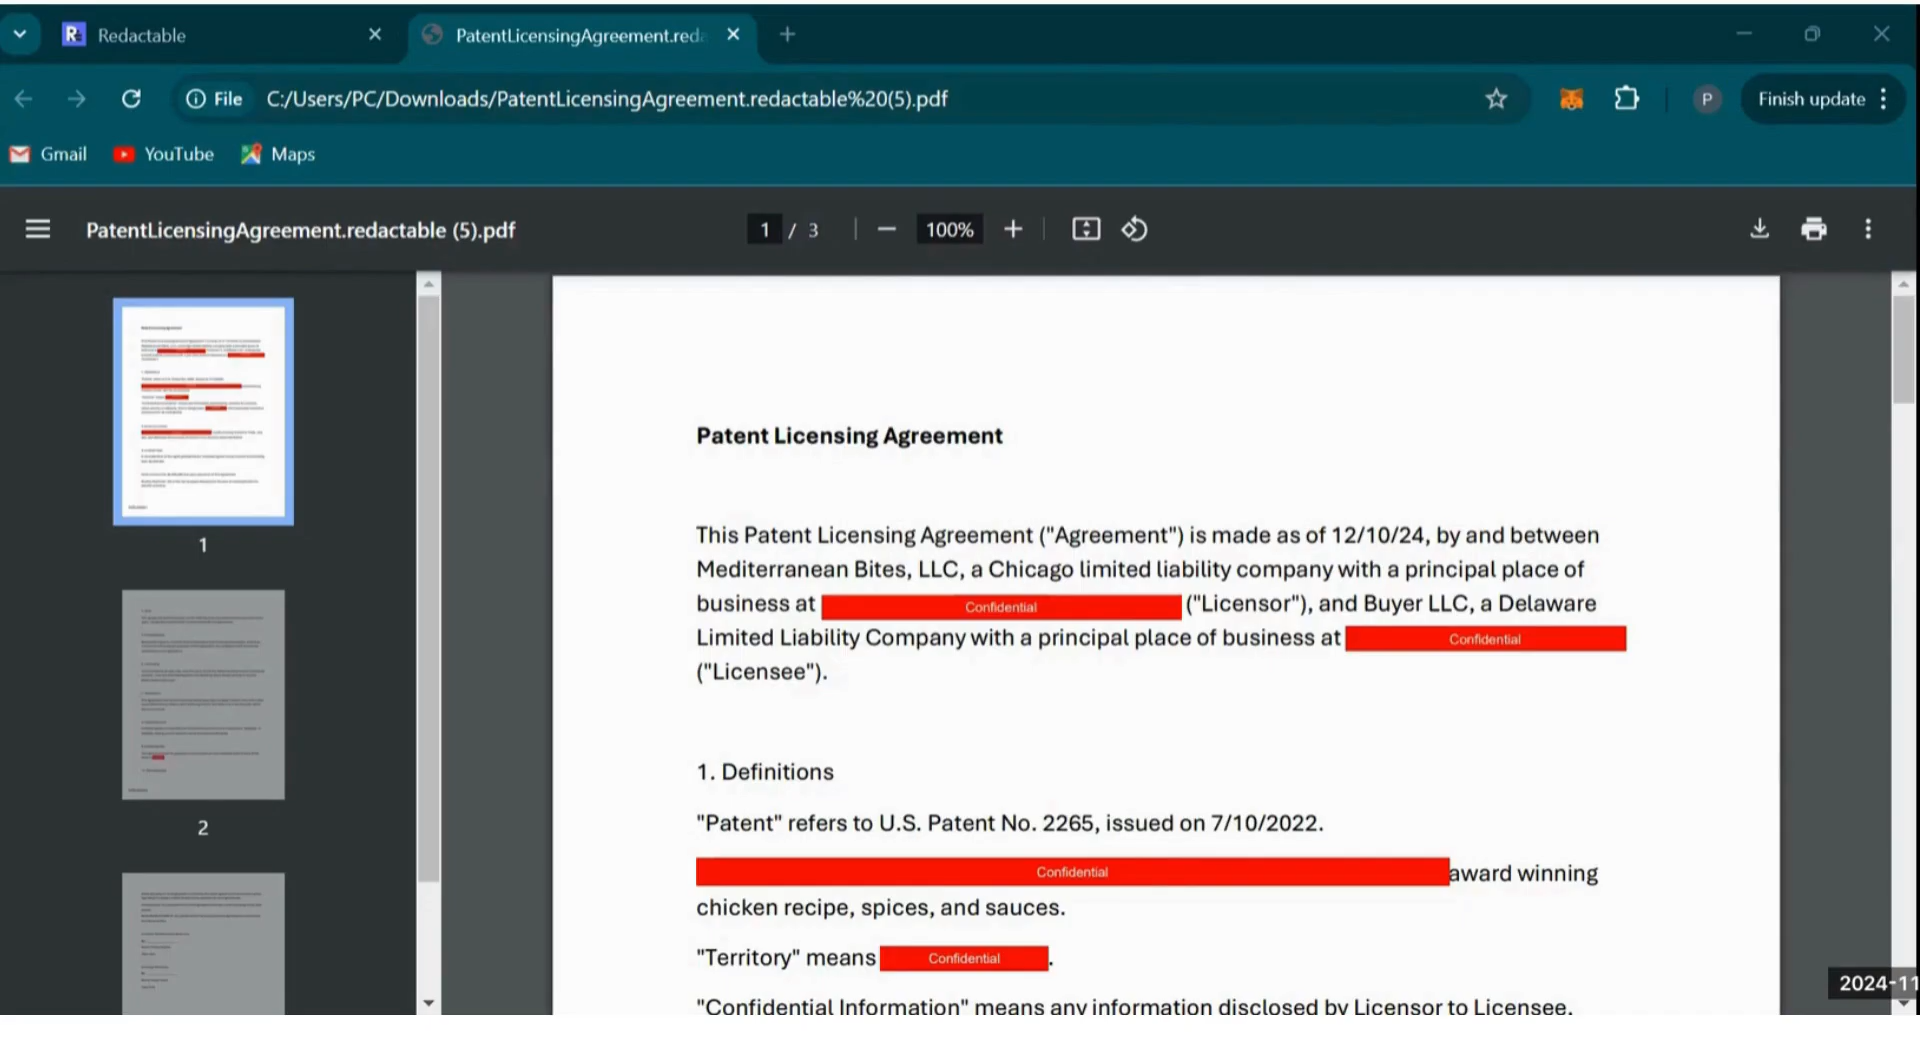 Redactable
PatentLicensingAgreement.reda
File
C:/Users/PC/Downloads/PatentLicensingAgreement.redactable%20(5).pdf
P
Finish update
Gmail
YouTube
Maps
PatentLicensingAgreement.redactable (5).pdf
1 / 3
100%
1
2
Patent Licensing Agreement
This Patent Licensing Agreement ("Agreement") is made as of 12/10/24, by and between
Mediterranean Bites, LLC, a Chicago limited liability company with a principal place of
business at Confidential ("Licensor"), and Buyer LLC, a Delaware
Limited Liability Company with a principal place of business at Confidential
("Licensee").
1. Definitions
"Patent" refers to U.S. Patent No. 2265, issued on 7/10/2022.
Confidential award winning
chicken recipe, spices, and sauces.
"Territory" means Confidential.
"Confidential Information" means any information disclosed by Licensor to Licensee,
2024-11